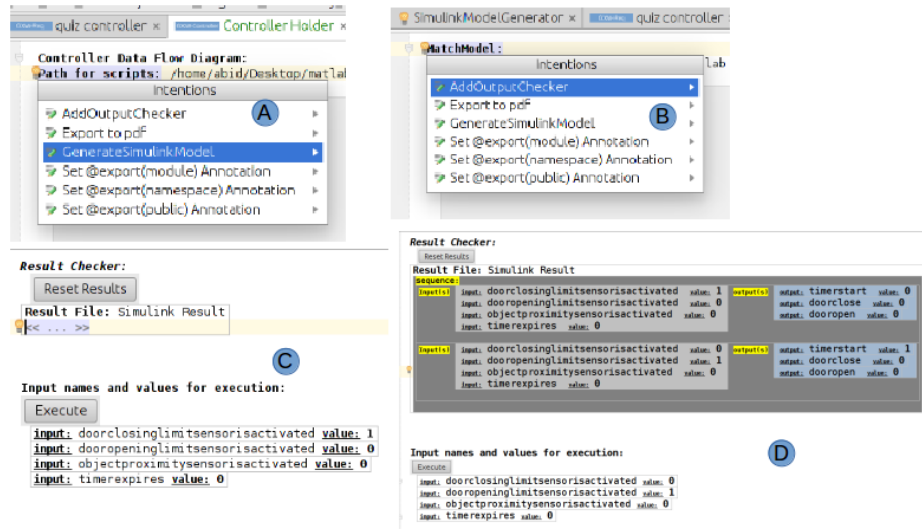 quiz controller ×
Controller Holder ×
Controller Data Flow Diagram:
Path for scripts: /home/abid/Desktop/matlab
Intentions
AddOutputChecker
Export to pdf
GenerateSimulinkModel
Set @export(module) Annotation
Set @export(namespace) Annotation
Set @export(public) Annotation
A
SimulinkModelGenerator ×
quiz controller
MatchModel:
lab
Intentions
AddOutputChecker
Export to pdf
GenerateSimulinkModel
Set @export(module) Annotation
Set @export(namespace) Annotation
Set @export(public) Annotation
B
Result Checker:
Reset Results
Result File: Simulink Result
<< ... >>
C
Input names and values for execution:
Execute
input: doorclosinglimitsensorisactivated value: 1
input: dooropeninglimitsensorisactivated value: 0
input: objectproximitysensorisactivated value: 0
input: timerexpires value: 0
Result Checker:
Reset Results
Result File: Simulink Result
sequence:
Input(s) input: doorclosinglimitsensorisactivated value: 1 output(s) output: timerstart value: 0
input: dooropeninglimitsensorisactivated value: 0 output: doorclose value: 0
input: objectproximitysensorisactivated value: 0 output: dooropen value: 0
input: timerexpires value: 0
Input(s) input: doorclosinglimitsensorisactivated value: 0 output(s) output: timerstart value: 1
input: dooropeninglimitsensorisactivated value: 1 output: doorclose value: 0
input: objectproximitysensorisactivated value: 0 output: dooropen value: 0
input: timerexpires value: 0
Input names and values for execution:
D
Execute
input: doorclosinglimitsensorisactivated value: 0
input: dooropeninglimitsensorisactivated value: 1
input: objectproximitysensorisactivated value: 0
input: timerexpires value: 0